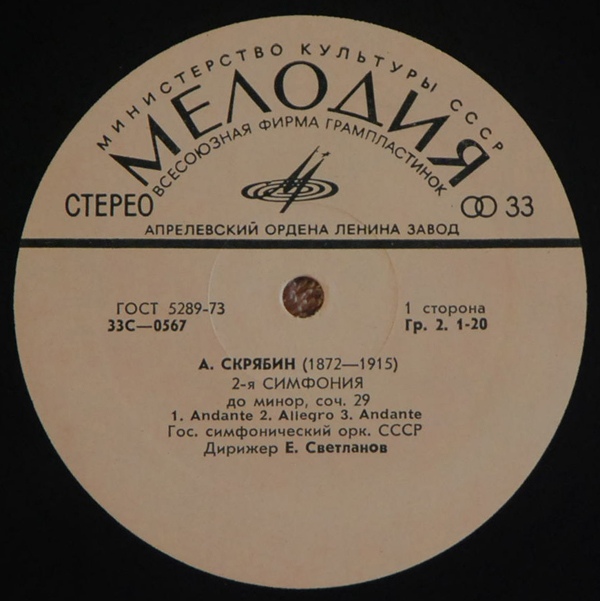 МИНИСТЕРСТВО КУЛЬТУРЫ СССР
МЕЛОДИЯ
ВСЕСОЮЗНАЯ ФИРМА ГРАМПЛАСТИНОК
СТЕРЕО
33
АПРЕЛЕВСКИЙ ОРДЕНА ЛЕНИНА ЗАВОД
ГОСТ 5289-73
1 сторона
33С—0567
Гр. 2. 1-20
А. СКРЯБИН (1872—1915)
2-я СИМФОНИЯ
до минор, соч. 29
1. Andante 2. Allegro 3. Andante
Гос. симфонический орк. СССР
Дирижер Е. Светланов